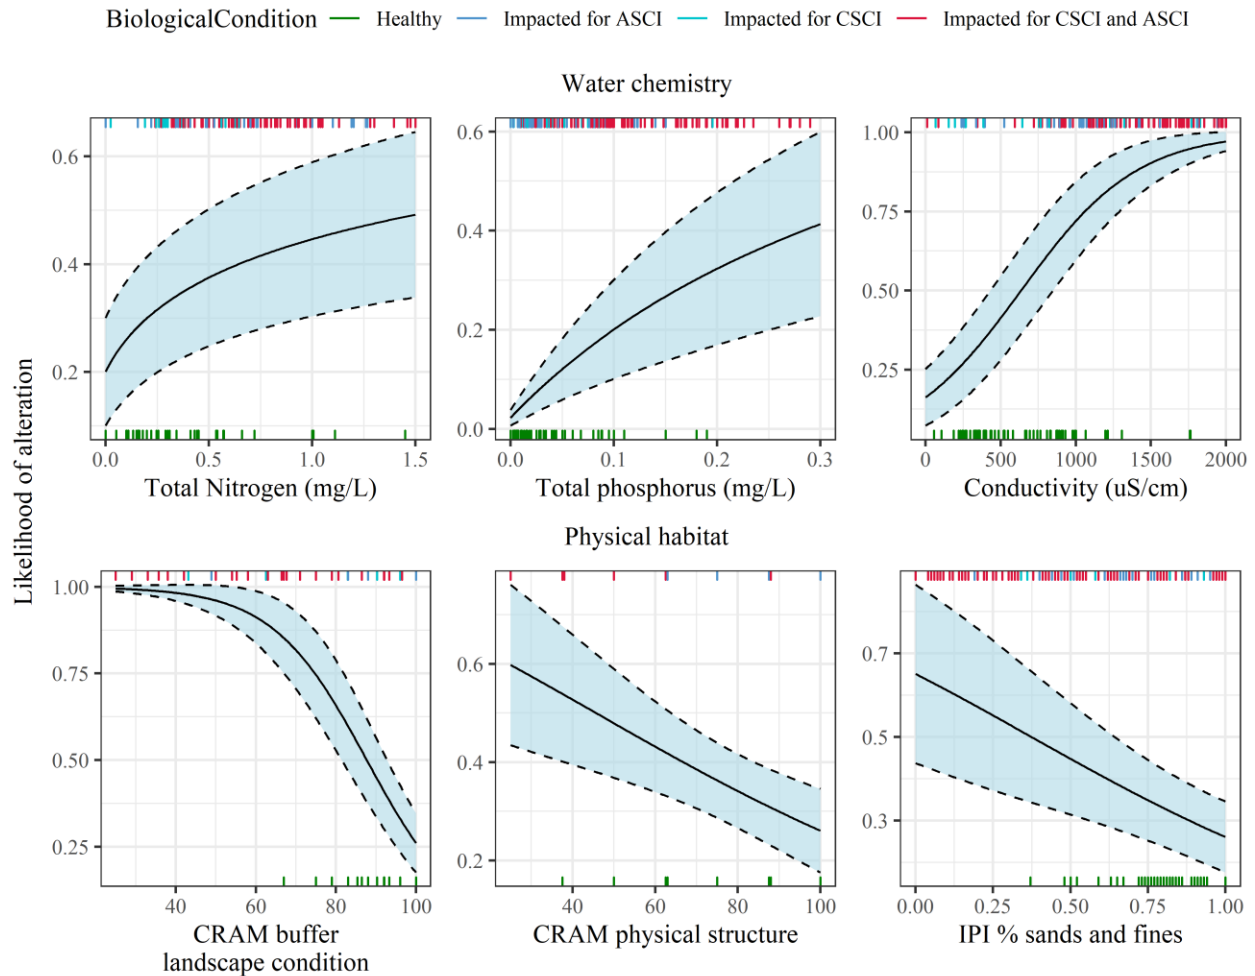 BiologicalCondition Healthy Impacted for ASCI Impacted for CSCI Impacted for CSCI and ASCI
Water chemistry
Likelihood of alteration
0.6
0.4
0.2
0.0 0.5 1.0 1.5
Total Nitrogen (mg/L)
0.6
0.4
0.2
0.0
0.0 0.1 0.2 0.3
Total phosphorus (mg/L)
1.00
0.75
0.50
0.25
0 500 1000 1500 2000
Conductivity (uS/cm)
Physical habitat
1.00
0.75
0.50
0.25
40 60 80 100
CRAM buffer
landscape condition
0.6
0.4
0.2
40 60 80 100
CRAM physical structure
0.7
0.5
0.3
0.00 0.25 0.50 0.75 1.00
IPI % sands and fines